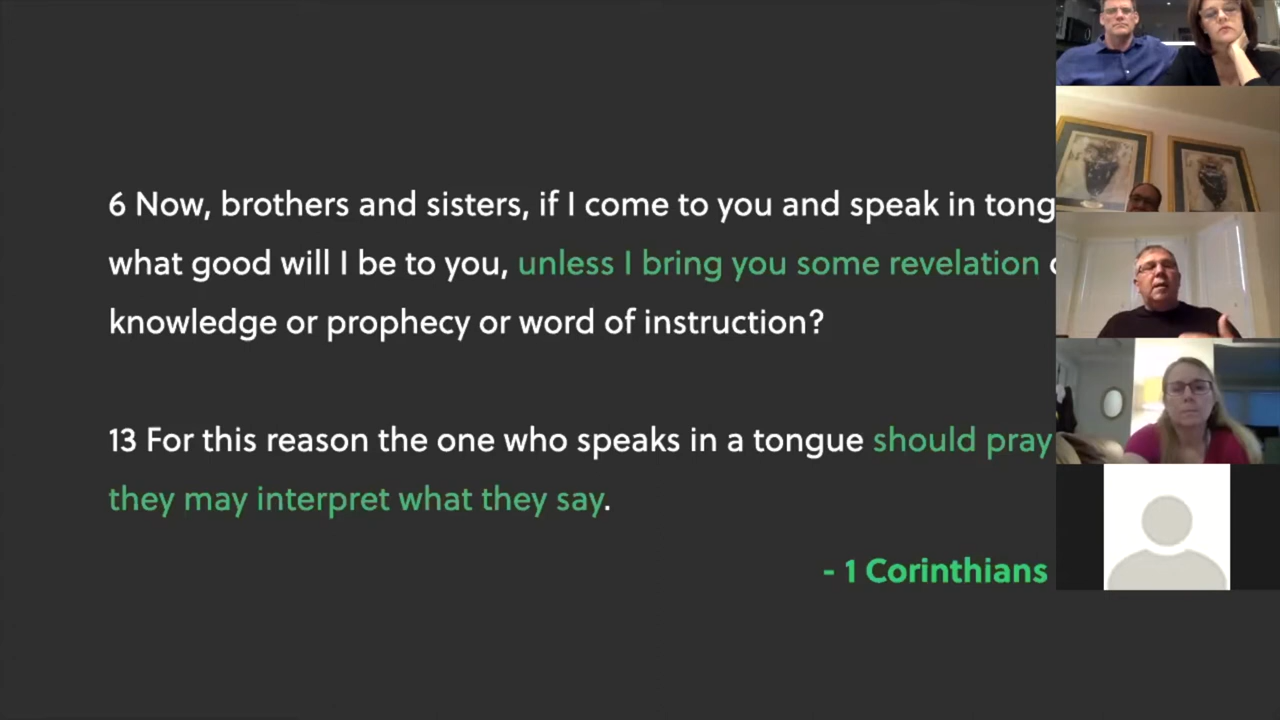 6 Now, brothers and sisters, if I come to you and speak in tong
what good will I be to you, unless I bring you some revelation
knowledge or prophecy or word of instruction?
13 For this reason the one who speaks in a tongue should pray
they may interpret what they say.
- 1 Corinthians